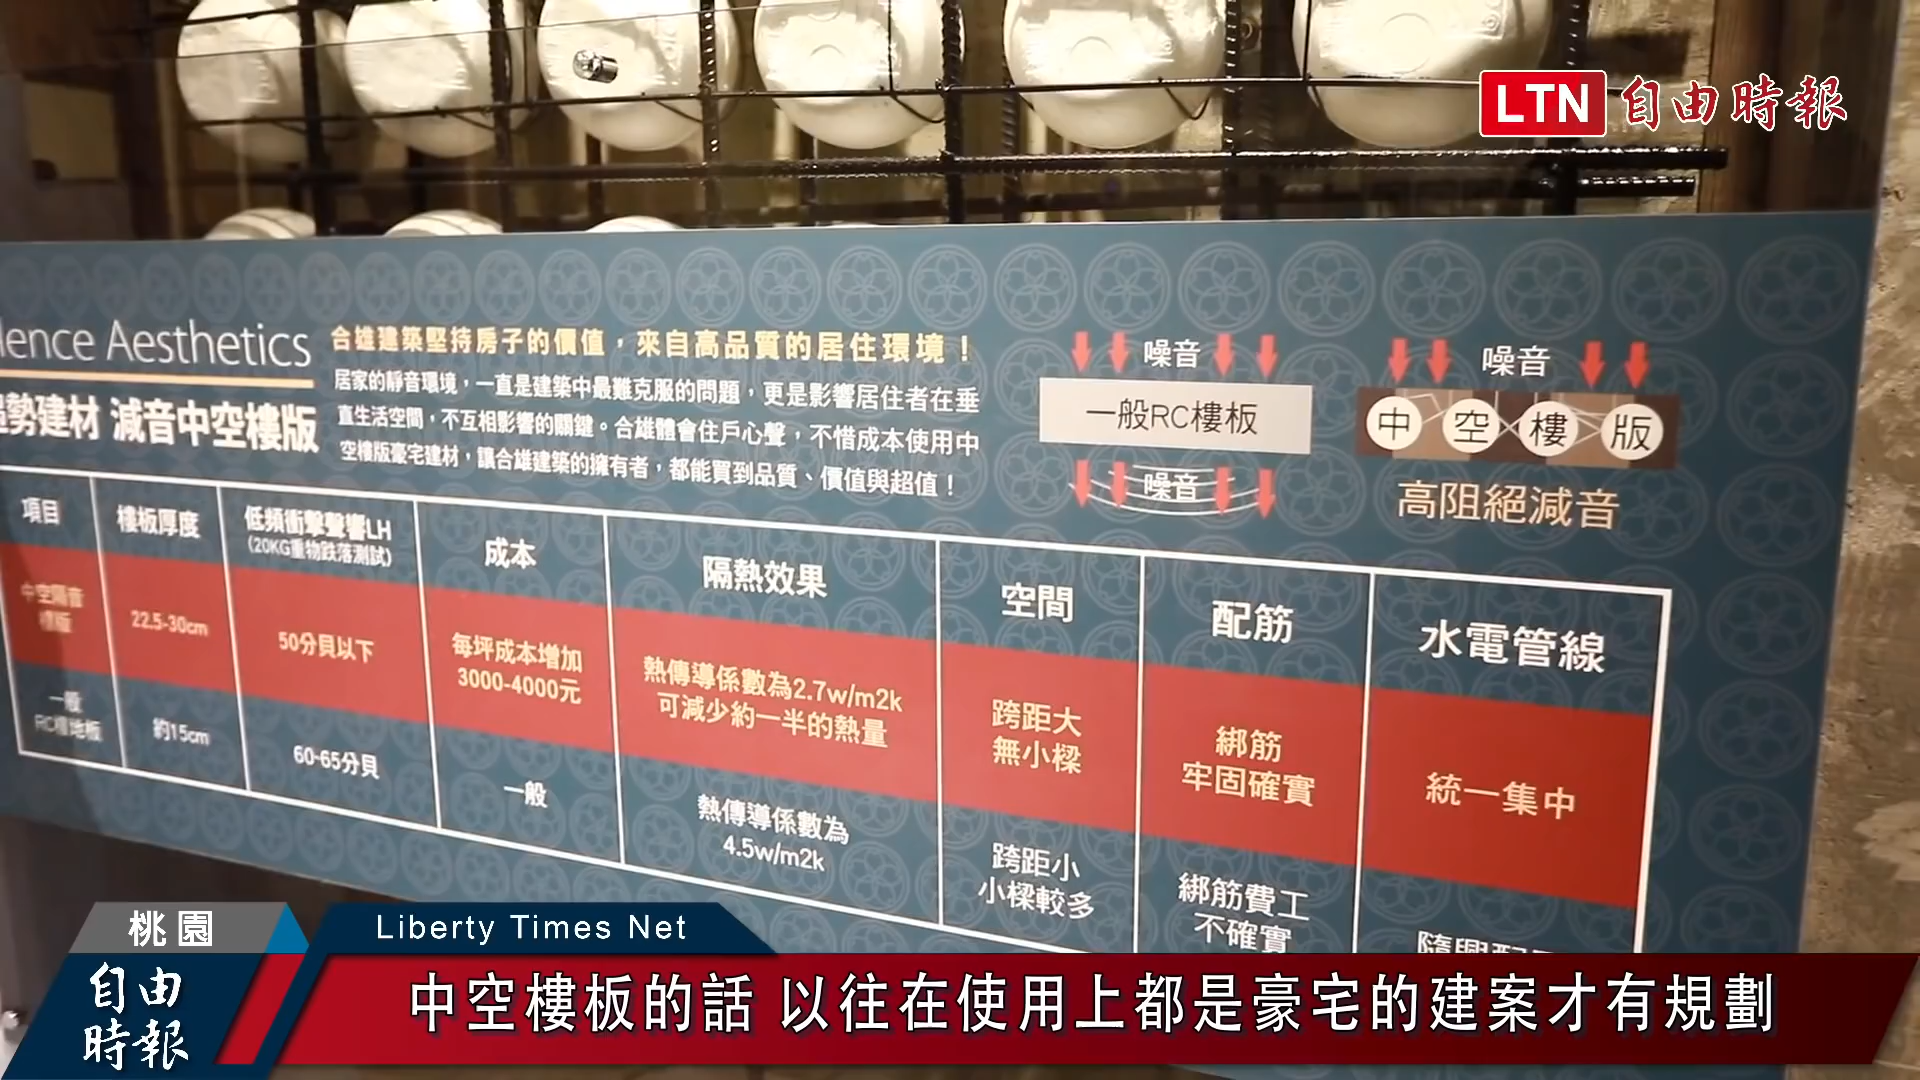 LTN 自由時報
lence Aesthetics
勢建材 減音中空樓版
合雄建築堅持房子的價值，來自高品質的居住環境！
居家的靜音環境，一直是建築中最難克服的問題，更是影響居住者在垂
直生活空間，不互相影響的關鍵。合雄體會住戶心聲，不惜成本使用中
空樓版豪宅建材，讓合雄建築的擁有者，都能買到品質、價值與超值！
噪音
一般RC樓板
噪音
噪音
中空樓版
高阻絕減音
項目 樓板厚度 低頻衝擊聲響LH (20KG重物跌落測試) 成本 隔熱效果 空間 配筋 水電管線
中空隔音
樓版
22.5-30cm
50分貝以下
每坪成本增加
3000-4000元
熱傳導係數為2.7w/m2k
可減少約一半的熱量
跨距大
無小樑
綁筋
牢固確實
統一集中
一般
RC樓地板
約15cm
60-65分貝
一般
熱傳導係數為
4.5w/m2k
跨距小
小樑較多
綁筋費工
不確實
桃園
Liberty Times Net
自由
時報
中空樓板的話 以往在使用上都是豪宅的建案才有規劃